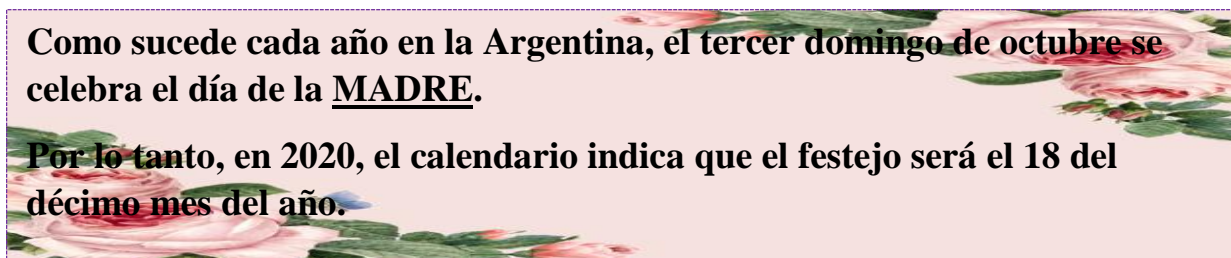 Como sucede cada año en la Argentina, el tercer domingo de octubre se
celebra el día de la MADRE.
Por lo tanto, en 2020, el calendario indica que el festejo será el 18 del
décimo mes del año.